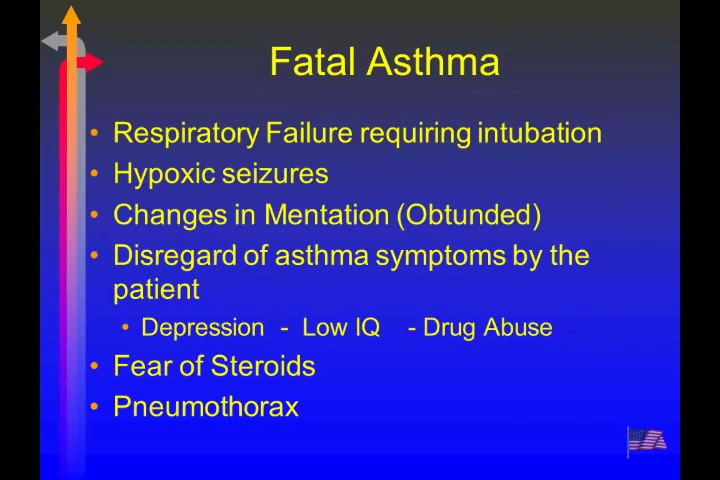 Fatal Asthma
• Respiratory Failure requiring intubation
• Hypoxic seizures
• Changes in Mentation (Obtunded)
• Disregard of asthma symptoms by the
patient
• Depression - Low IQ - Drug Abuse
• Fear of Steroids
• Pneumothorax